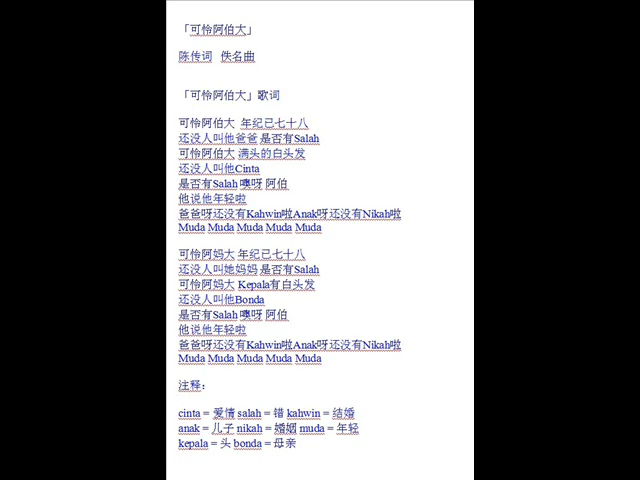 「可怜阿伯大」
陈传词 佚名曲
「可怜阿伯大」歌词
可怜阿伯大 年纪已七十八
还没人叫他爸爸 是否有Salah
可怜阿伯大 满头的白头发
还没人叫他Cinta
是否有Salah 噢呀 阿伯
他说他年轻啦
爸爸呀还没有Kahwin啦Anak呀还没有Nikah啦
Muda Muda Muda Muda Muda
可怜阿妈大 年纪已七十八
还没人叫她妈妈 是否有Salah
可怜阿妈大 Kepala有白头发
还没人叫他Bonda
是否有Salah 噢呀 阿伯
他说他年轻啦
爸爸呀还没有Kahwin啦Anak呀还没有Nikah啦
Muda Muda Muda Muda Muda
注释：
cinta = 爱情 salah = 错 kahwin = 结婚
anak = 儿子 nikah = 婚姻 muda = 年轻
kepala = 头 bonda = 母亲